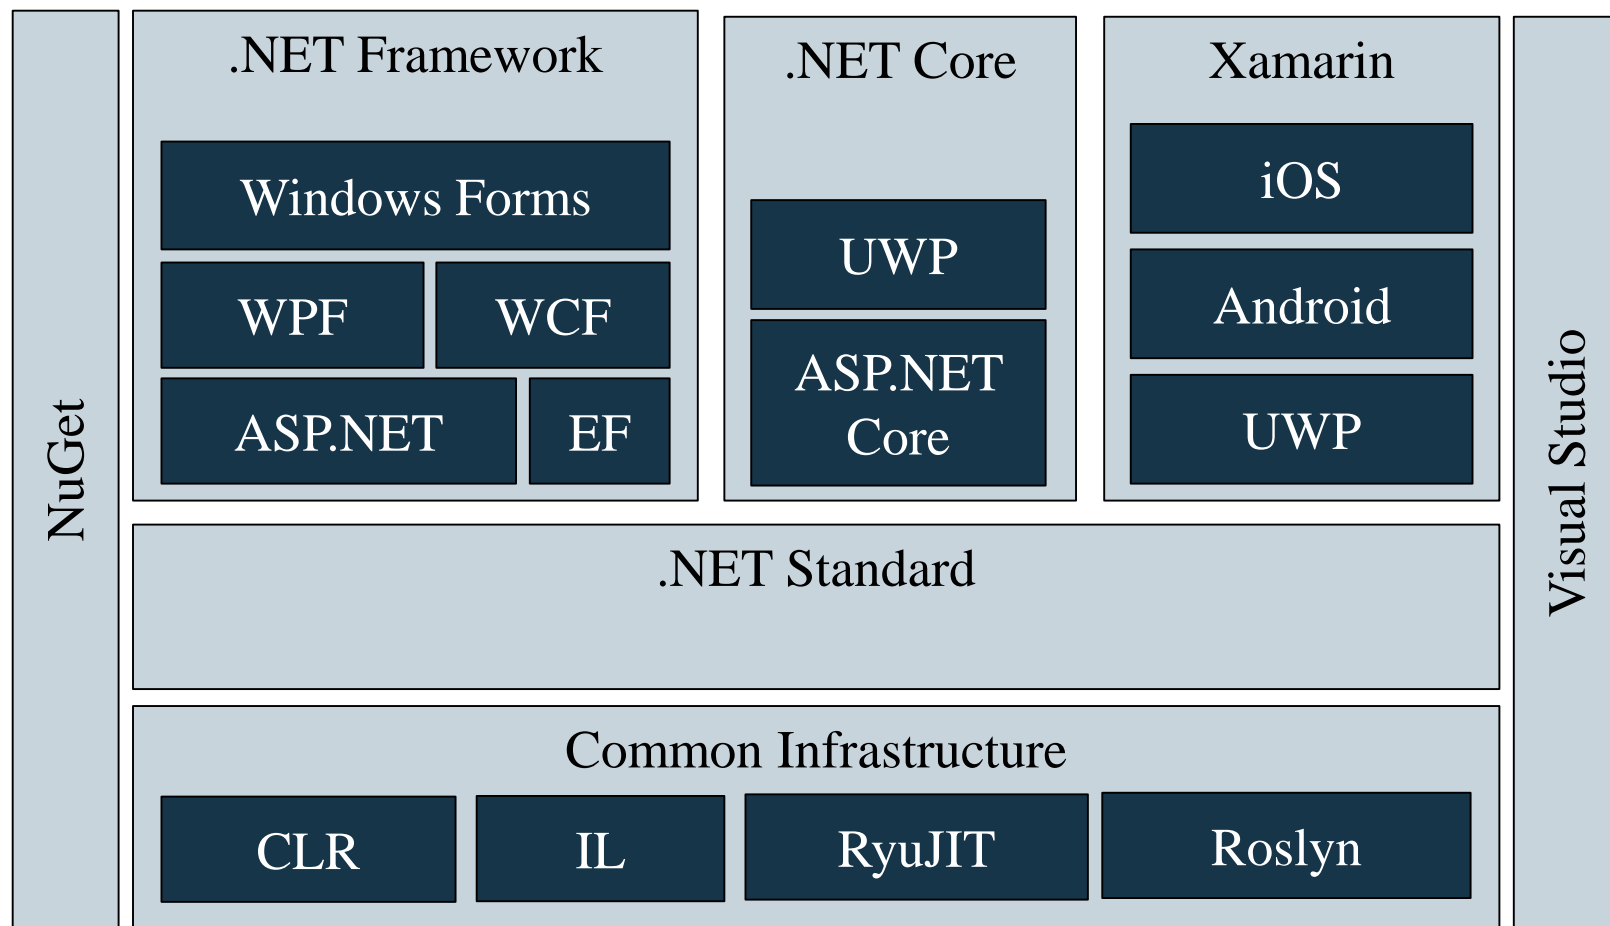 NuGet
.NET Framework
Windows Forms
WPF
WCF
ASP.NET
EF
.NET Core
UWP
ASP.NET
Core
Xamarin
iOS
Android
UWP
.NET Standard
Common Infrastructure
CLR
IL
RyuJIT
Roslyn
Visual Studio